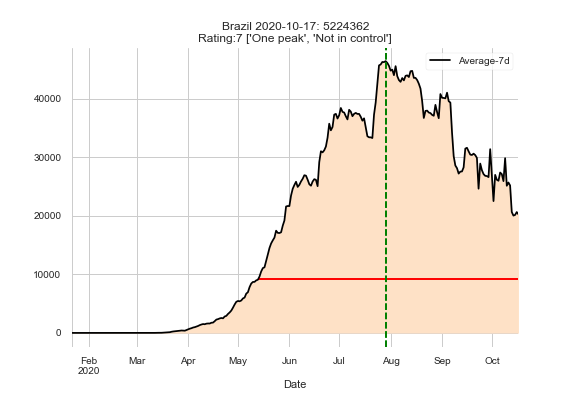 Brazil 2020-10-17: 5224362
Rating:7 ['One peak', 'Not in control']
Average-7d
40000
30000
20000
10000
0
Feb Mar Apr May Jun Jul Aug Sep Oct
2020
Date